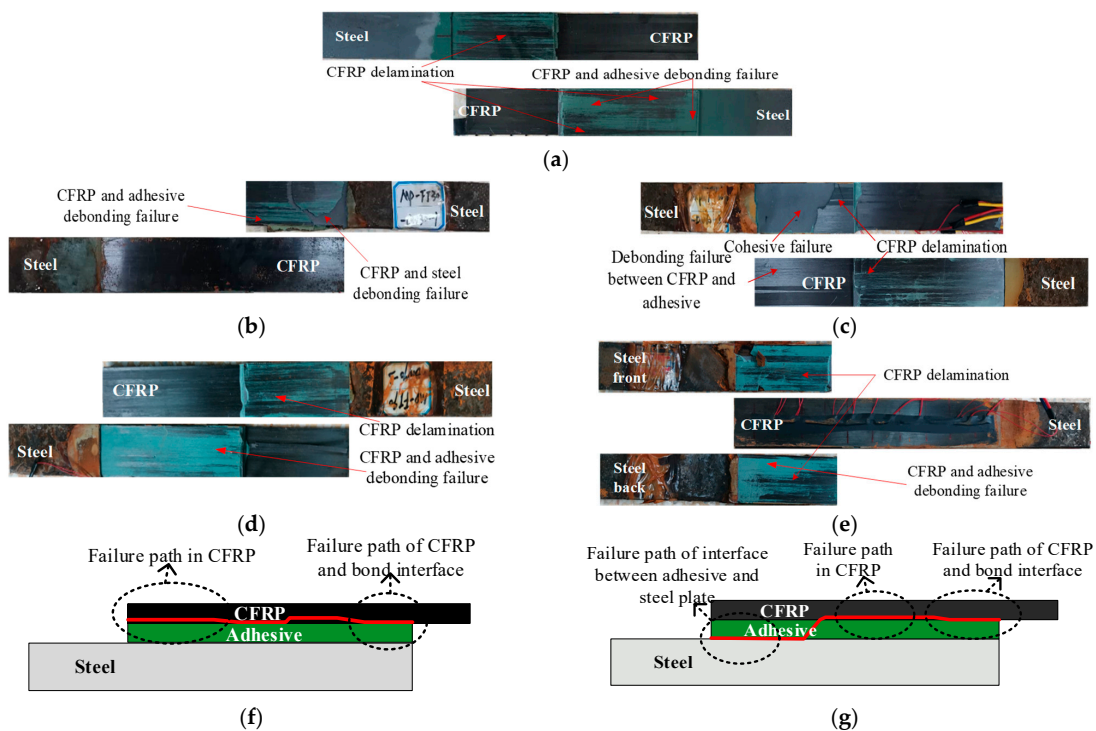 Steel
CFRP
CFRP delamination
CFRP and adhesive debonding failure
CFRP
Steel
(a)
CFRP and adhesive
debonding failure
Steel
Steel
CFRP
CFRP and steel
debonding failure
(b)
Steel
Cohesive failure
CFRP delamination
Debonding failure
between CFRP and
adhesive
CFRP
Steel
(c)
CFRP
Steel
CFRP delamination
Steel
CFRP and adhesive
debonding failure
(d)
Steel
front
CFRP delamination
CFRP
Steel
Steel
back
CFRP and adhesive
debonding failure
(e)
Failure path in CFRP
Failure path of CFRP
and bond interface
CFRP
Adhesive
Steel
(f)
Failure path of interface
between adhesive and
steel plate
Failure path
in CFRP
Failure path of CFRP
and bond interface
CFRP
Adhesive
Steel
(g)